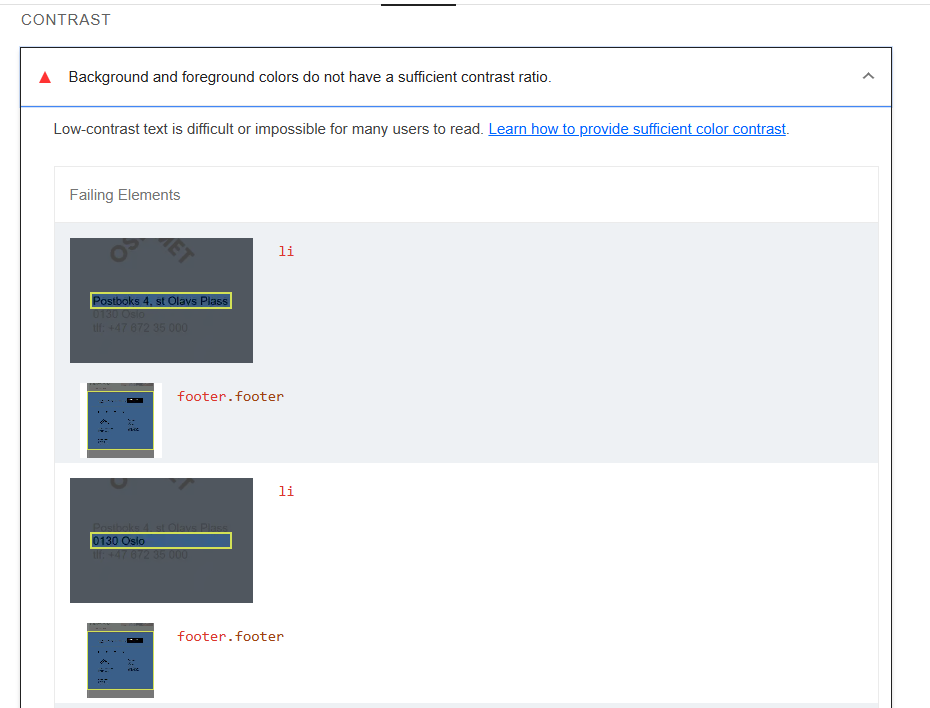 CONTRAST
Background and foreground colors do not have a sufficient contrast ratio.
Low-contrast text is difficult or impossible for many users to read. Learn how to provide sufficient color contrast.
Failing Elements
li
Postboks 4, st Olavs Plass
0130 Oslo
tlf: +47 672 35 000
footer.footer
li
Postboks 4, st Olavs Plass
0130 Oslo
tlf: +47 672 35 000
footer.footer